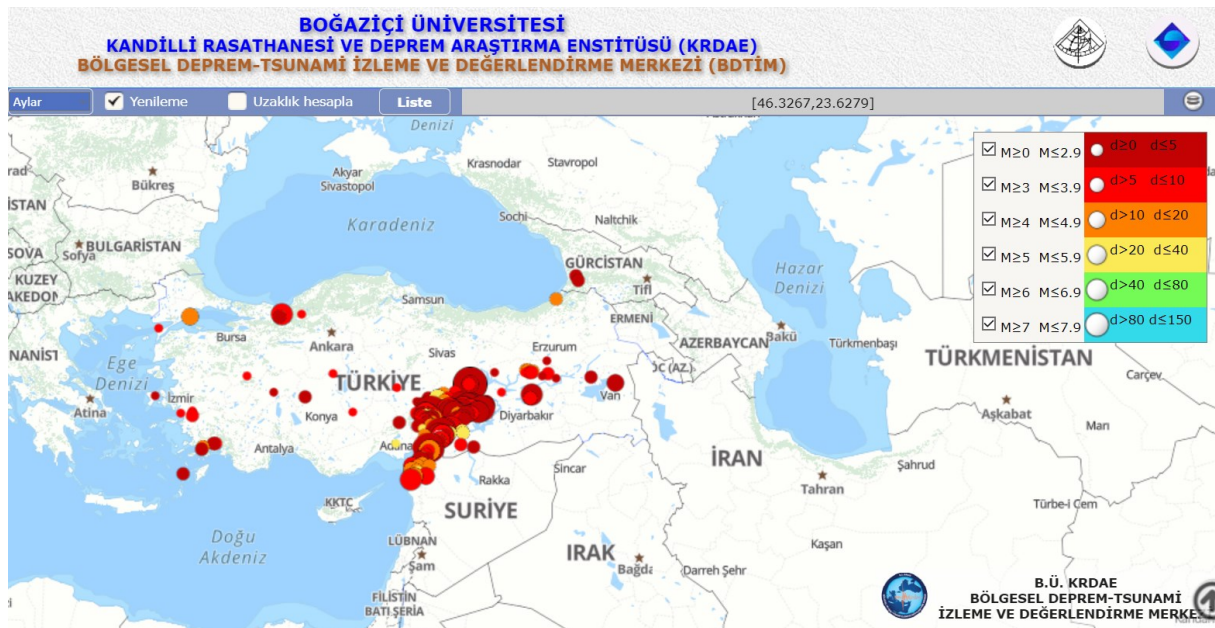 BOĞAZİÇİ ÜNİVERSİTESİ
KANDİLLİ RASATHANESİ VE DEPREM ARAŞTIRMA ENSTİTÜSÜ (KRDAE)
BÖLGESEL DEPREM-TSUNAMİ İZLEME VE DEĞERLENDİRME MERKEZİ (BDTİM)
Aylar Yenileme Uzaklık hesapla Liste [46.3267,23.6279]
Denizi
Krasnodar Stavropol
Akyar
Sivastopol
Bükreş
İSTAN
Karadeniz
Sochi Naltchik
SOVA Sofya BULGARİSTAN
KUZEY
GÜRCİSTAN
Tifl
Hazar
Denizi
Samsun
ERMENİ
Bursa Ankara Sivas Erzurum
AZERBAYCAN Bakü Türkmenbaşı
TÜRKMENİSTAN
Ege
Denizi
TÜRKİYE
Van
Çarçev
Atina İzmir Konya Diyarbakır
Aşkabat
Antalya
İRAN
Şahrud
Rakka Sincar
Tahran
KKTC
SURİYE
Türbe-i Cem
Doğu
Akdeniz
LÜBNAN
Şam
IRAK
Bağda
Kaşan
Darreh Şehr
FİLİSTİN
BATI ŞERİA
M≥0 M≤2.9 d≥0 d≤5
M≥3 M≤3.9 d>5 d≤10
M≥4 M≤4.9 d>10 d≤20
M≥5 M≤5.9 d>20 d≤40
M≥6 M≤6.9 d>40 d≤80
M≥7 M≤7.9 d>80 d≤150
B.Ü. KRDAE
BÖLGESEL DEPREM-TSUNAMİ
İZLEME VE DEĞERLENDİRME